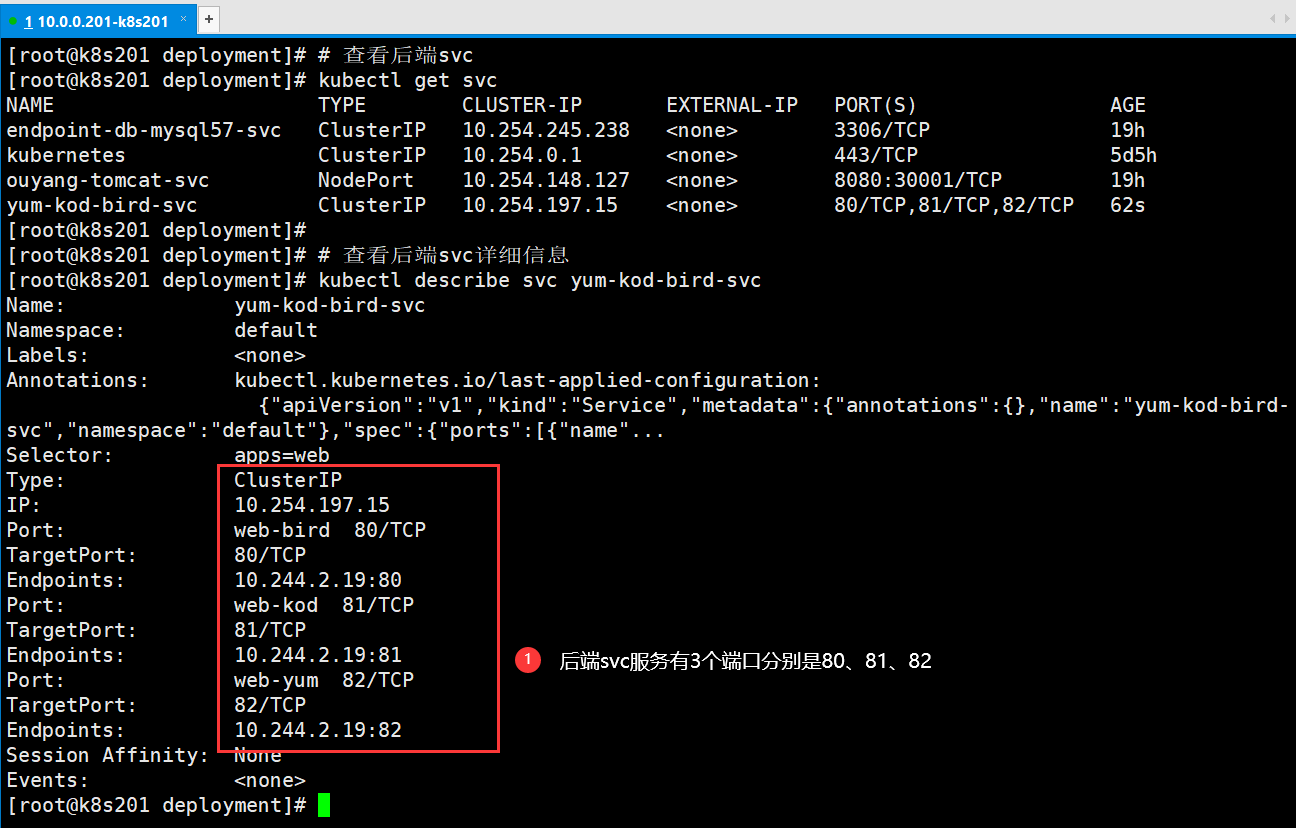 1 10.0.0.201-k8s201 × +
[root@k8s201 deployment]# # 查看后端svc
[root@k8s201 deployment]# kubectl get svc
NAME TYPE CLUSTER-IP EXTERNAL-IP PORT(S) AGE
endpoint-db-mysql57-svc ClusterIP 10.254.245.238 <none> 3306/TCP 19h
kubernetes ClusterIP 10.254.0.1 <none> 443/TCP 5d5h
ouyang-tomcat-svc NodePort 10.254.148.127 <none> 8080:30001/TCP 19h
yum-kod-bird-svc ClusterIP 10.254.197.15 <none> 80/TCP,81/TCP,82/TCP 62s
[root@k8s201 deployment]#
[root@k8s201 deployment]# # 查看后端svc详细信息
[root@k8s201 deployment]# kubectl describe svc yum-kod-bird-svc
Name: yum-kod-bird-svc
Namespace: default
Labels: <none>
Annotations: kubectl.kubernetes.io/last-applied-configuration:
{"apiVersion":"v1","kind":"Service","metadata":{"annotations":{},"name":"yum-kod-bird-
svc","namespace":"default"},"spec":{"ports":[{"name"...
Selector: apps=web
Type: ClusterIP
IP: 10.254.197.15
Port: web-bird 80/TCP
TargetPort: 80/TCP
Endpoints: 10.244.2.19:80
Port: web-kod 81/TCP
TargetPort: 81/TCP
Endpoints: 10.244.2.19:81
1 后端svc服务有3个端口分别是80、81、82
Port: web-yum 82/TCP
TargetPort: 82/TCP
Endpoints: 10.244.2.19:82
Session Affinity: None
Events: <none>
[root@k8s201 deployment]#